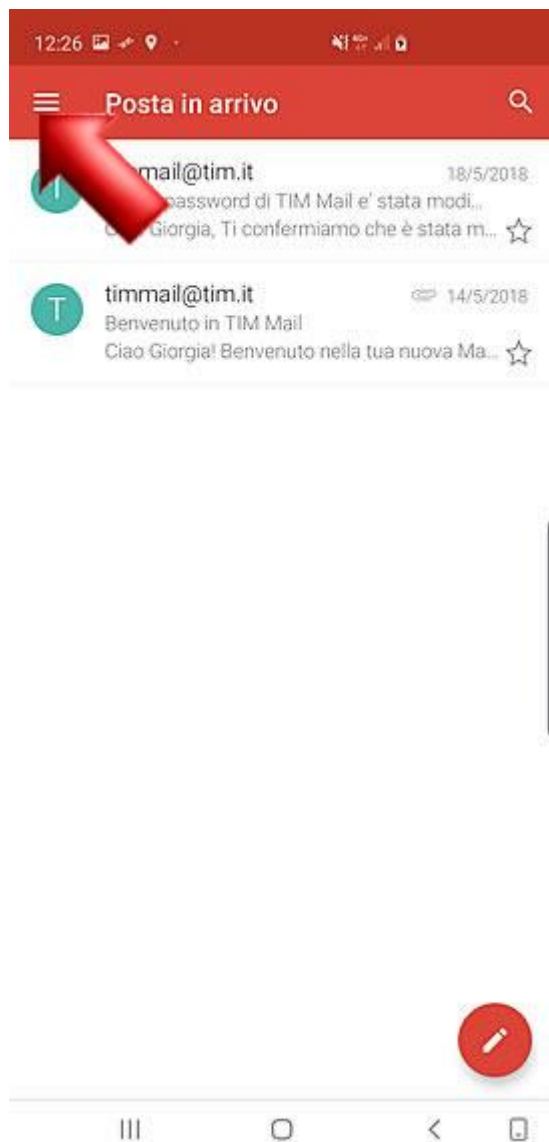 12:26
Posta in arrivo
mail@tim.it 18/5/2018
password di TIM Mail e' stata modi...
Giorgia, Ti confermiamo che è stata m...
T
timmail@tim.it 14/5/2018
Benvenuto in TIM Mail
Ciao Giorgia! Benvenuto nella tua nuova Ma...